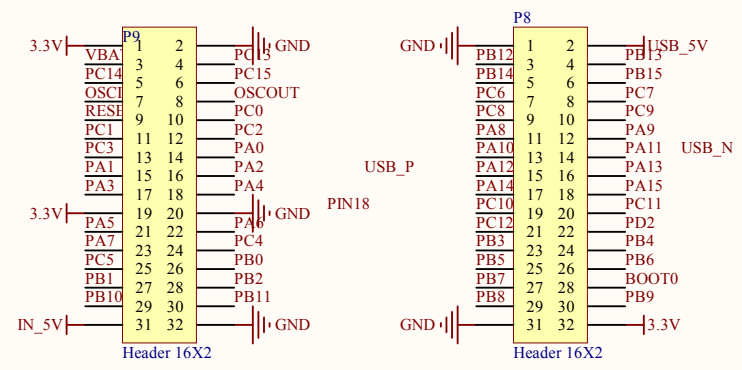 P9
3.3V 1 2 GND
VBA 3 4 PC13
PC14 5 6 PC15
OSCI 7 8 OSCOUT
RESE 9 10 PC0
PC1 11 12 PC2
PC3 13 14 PA0
PA1 15 16 PA2
PA3 17 18 PA4
3.3V 19 20 GND
PA5 21 22 PA6
PA7 23 24 PC4
PC5 25 26 PB0
PB1 27 28 PB2
PB10 29 30 PB11
IN_5V 31 32 GND
Header 16X2
USB_P
PIN18
P8
GND 1 2 USB_5V
PB12 3 4 PB13
PB14 5 6 PB15
PC6 7 8 PC7
PC8 9 10 PC9
PA8 11 12 PA9
PA10 13 14 PA11 USB_N
PA12 15 16 PA13
PA14 17 18 PA15
PC10 19 20 PC11
PC12 21 22 PD2
PB3 23 24 PB4
PB5 25 26 PB6
PB7 27 28 BOOT0
PB8 29 30 PB9
GND 31 32 3.3V
Header 16X2